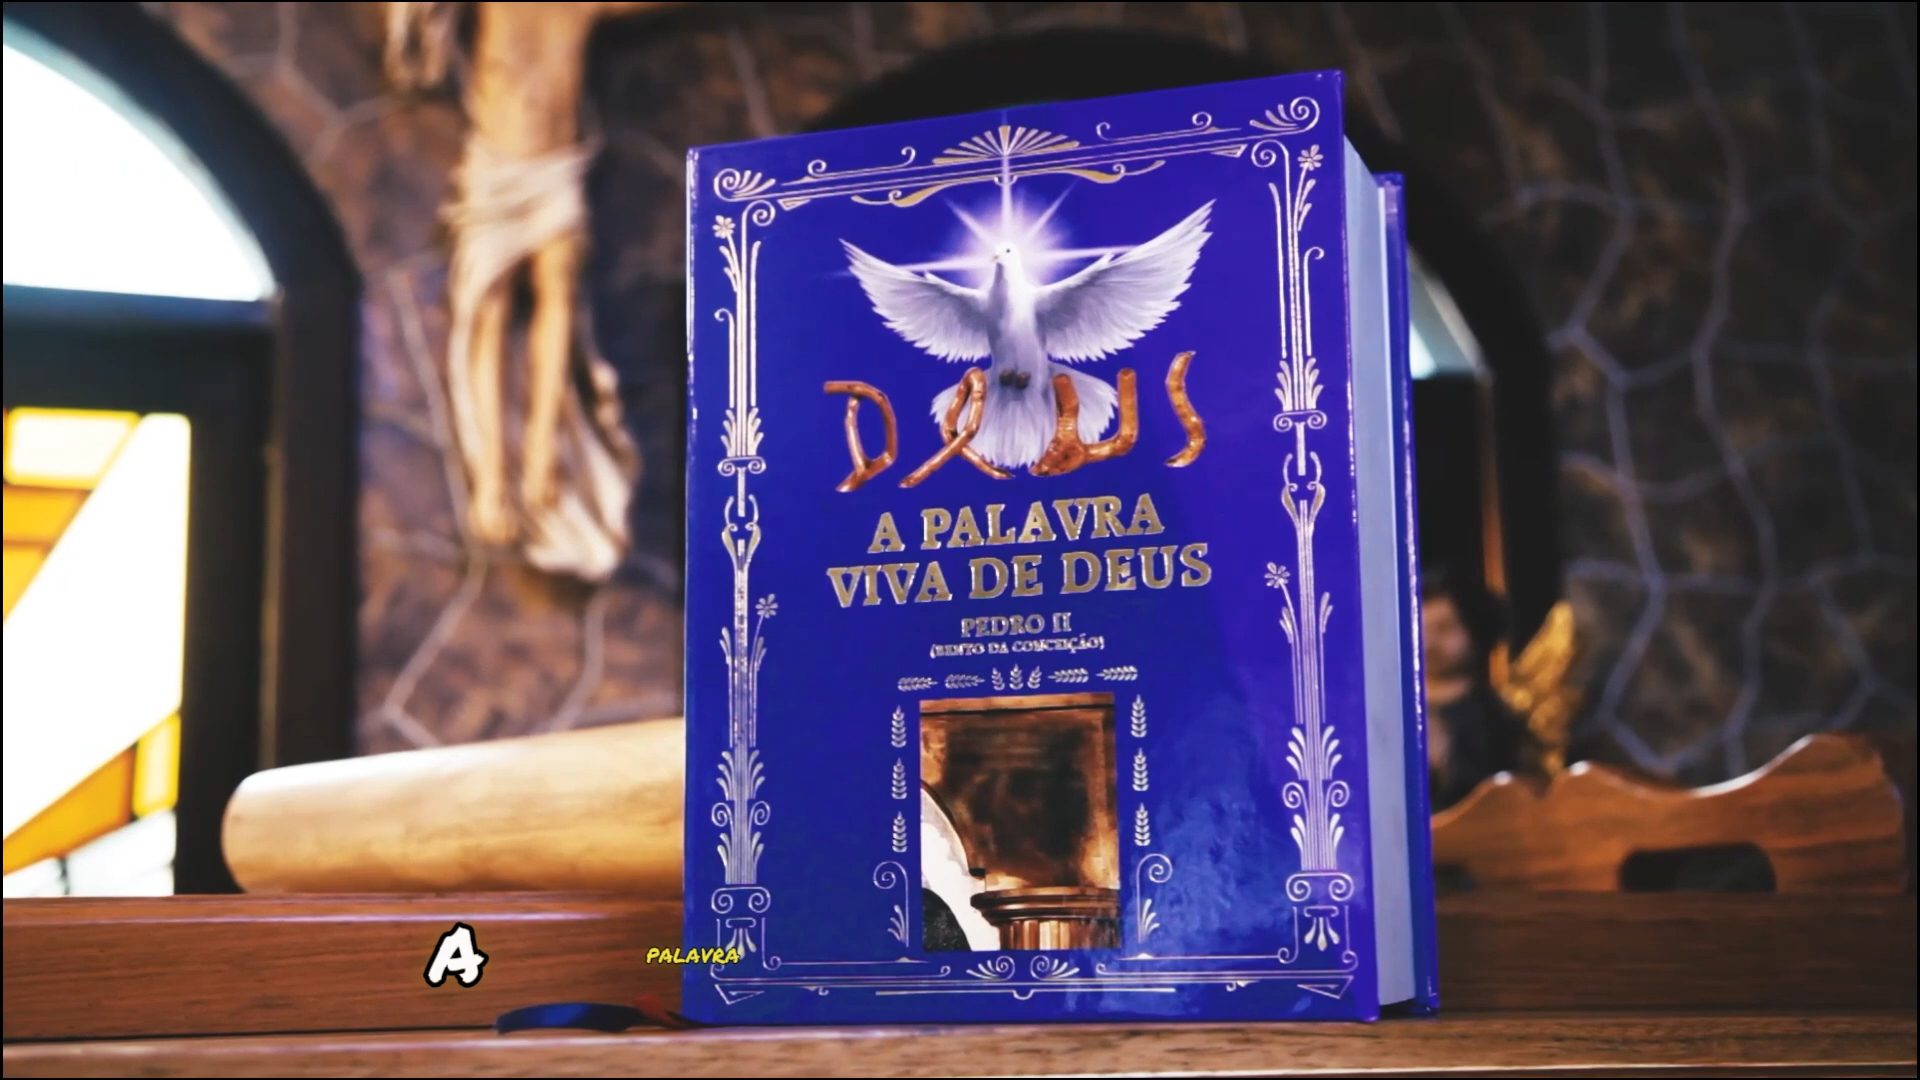 DEUS
A PALAVRA
VIVA DE DEUS
PEDRO II
(BENTO DA CONCEIÇÃO)
A PALAVRA